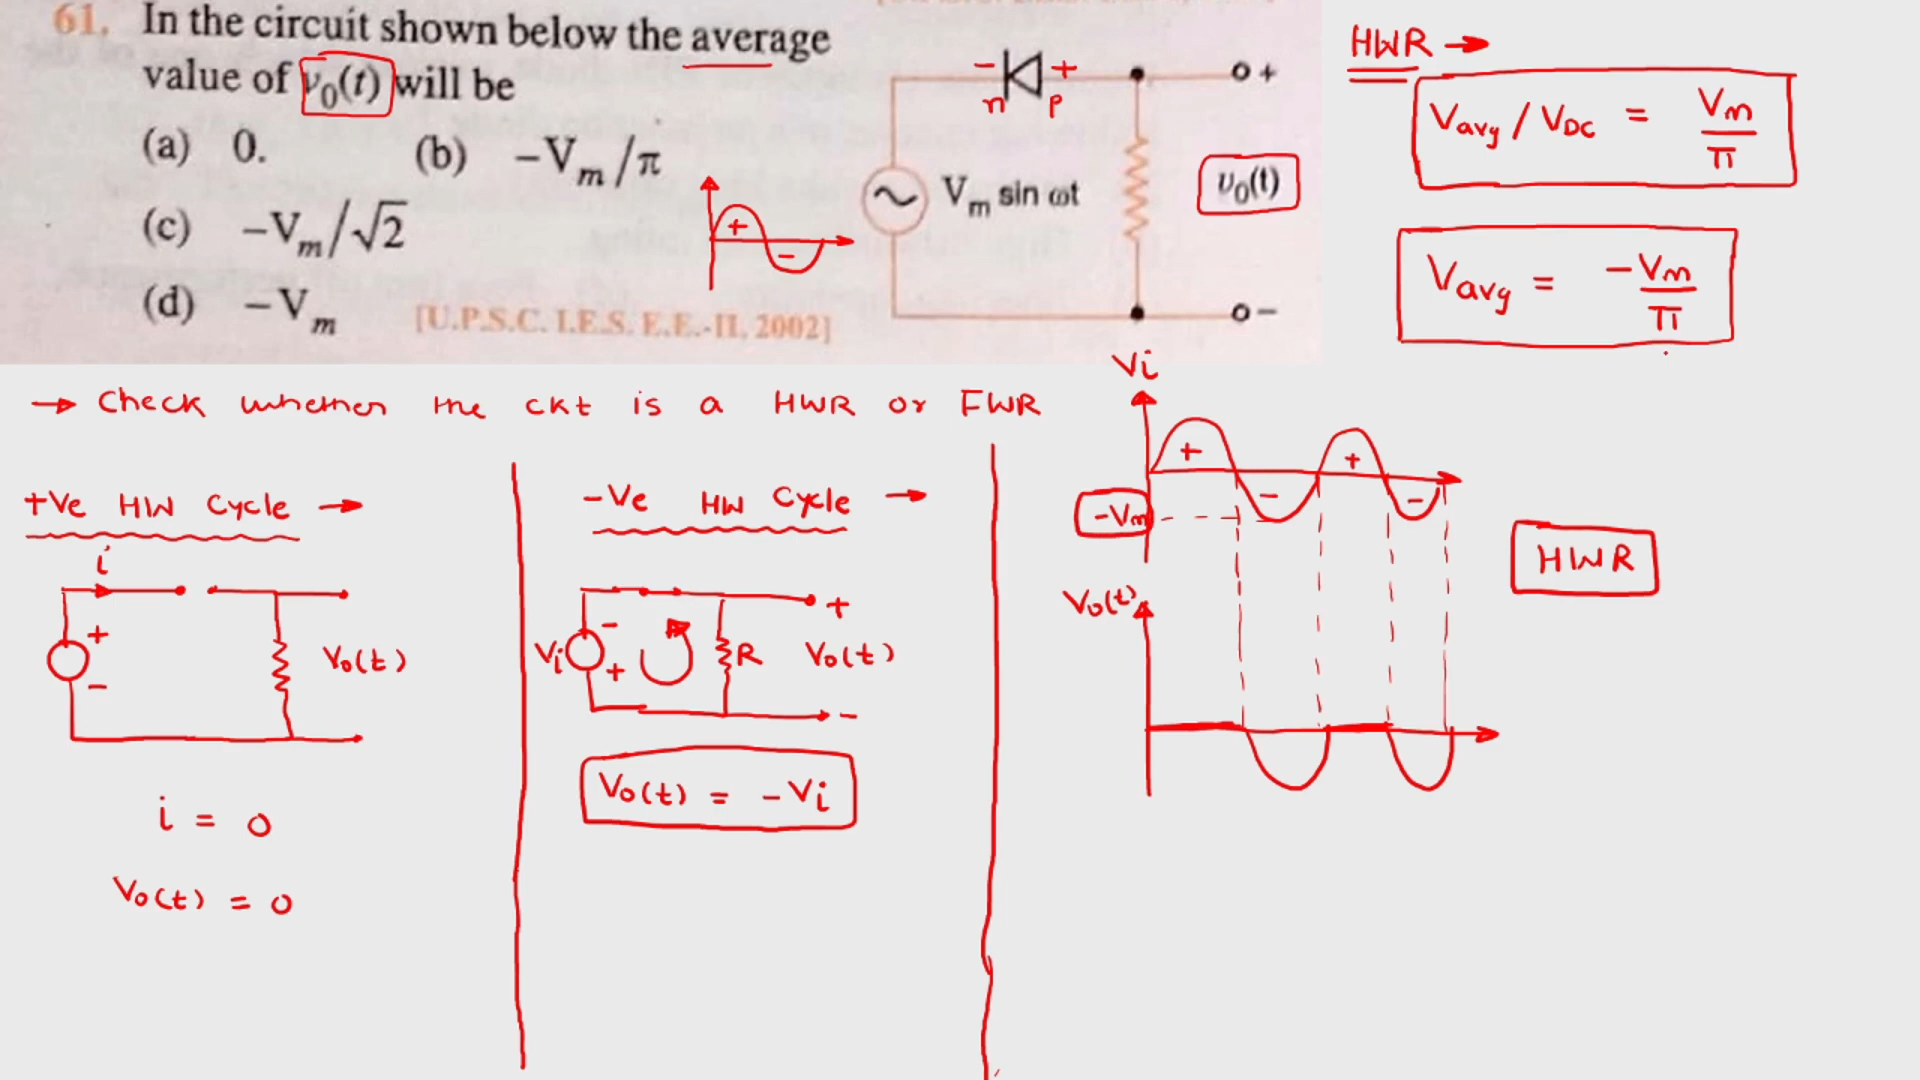 61. In the circuit shown below the average
value of v₀(t) will be
(a) 0. (b) −Vm/π
(c) −Vm/√2
(d) −Vm
[U.P.S.C. I.E.S. E.E.-II, 2002]
+
−
− +
n p
+
Vm sin ωt
v₀(t)
−
HWR →
Vavg / VDC = Vm/π
Vavg = −Vm/π
→ Check whether the ckt is a HWR or FWR
+ve HW Cycle →
i
+
−
Vo(t)
i = 0
Vo(t) = 0
-Ve HW Cycle →
− +
Vi R Vo(t)
+
−
Vo(t) = - Vi
Vi
+ +
− −
-Vm
HWR
Vo(t)